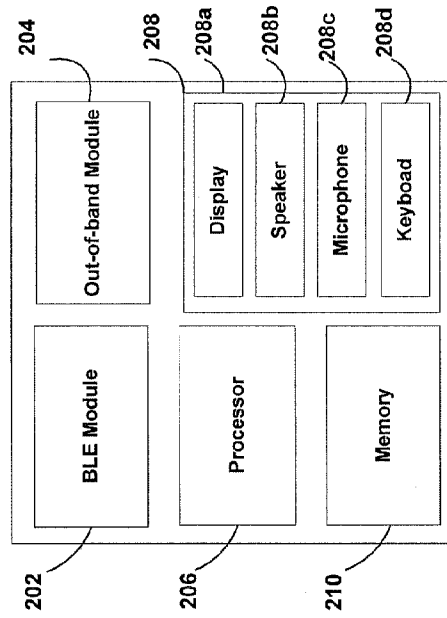 204
208
208a
208b
208c
208d
Out-of-band Module
Display
Speaker
Microphone
Keyboad
BLE Module
Processor
Memory
202
206
210